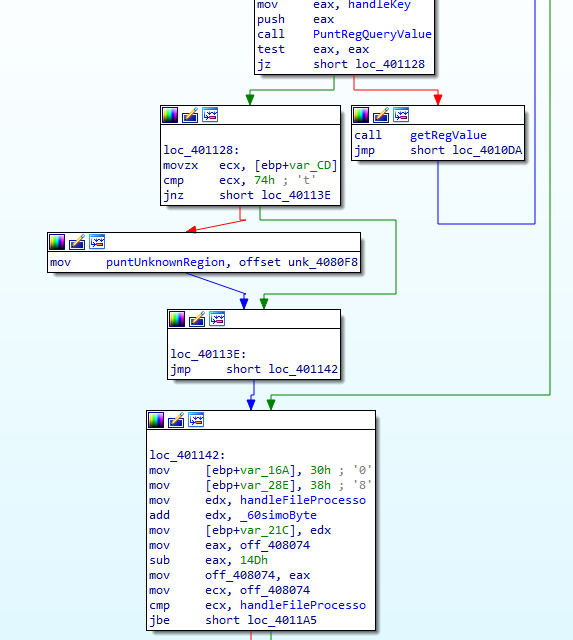 mov eax, handleKey
push eax
call PuntRegQueryValue
test eax, eax
jz short loc_401128
loc_401128:
movzx ecx, [ebp+var_CD]
cmp ecx, 74h ; 't'
jnz short loc_40113E
call getRegValue
jmp short loc_4010DA
mov puntUnknownRegion, offset unk_4080F8
loc_40113E:
jmp short loc_401142
loc_401142:
mov [ebp+var_16A], 30h ; '0'
mov [ebp+var_28E], 38h ; '8'
mov edx, handleFileProcesso
add edx, _60simoByte
mov [ebp+var_21C], edx
mov eax, off_408074
sub eax, 14Dh
mov off_408074, eax
mov ecx, off_408074
cmp ecx, handleFileProcesso
jbe short loc_4011A5